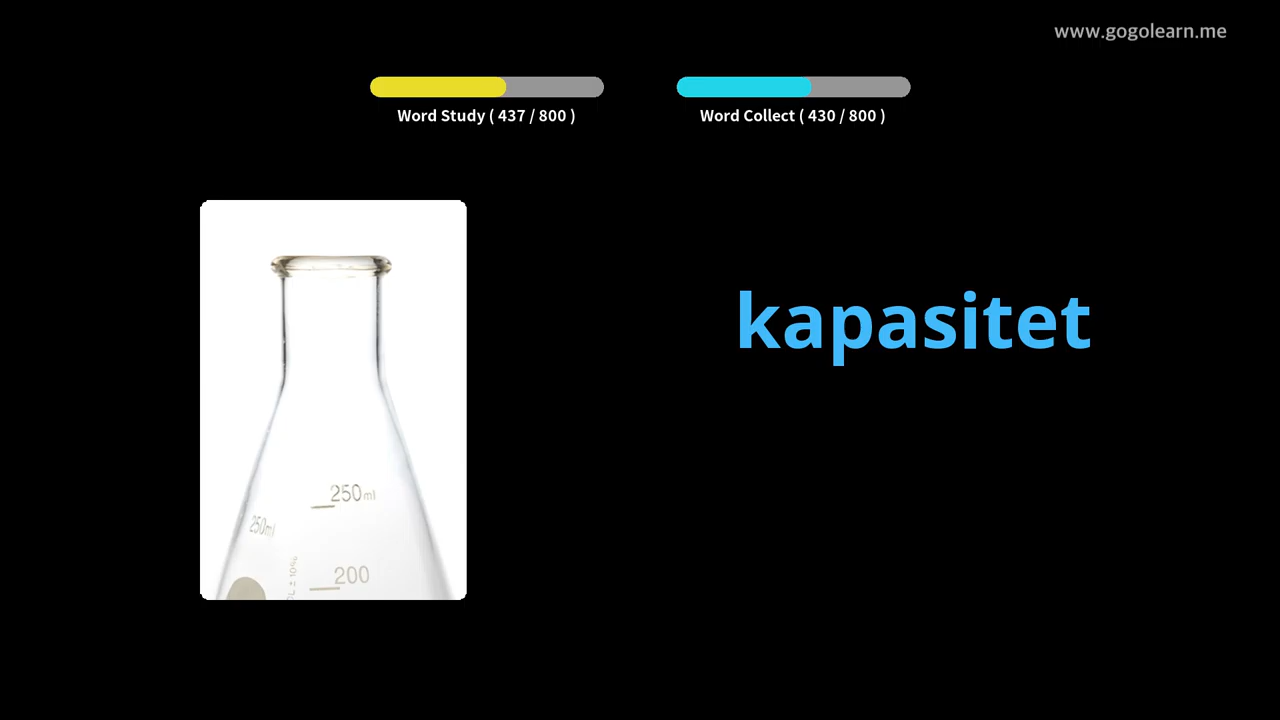 www.gogolearn.me
Word Study ( 437 / 800 )
Word Collect ( 430 / 800 )
kapasitet
250ml
250ml
200